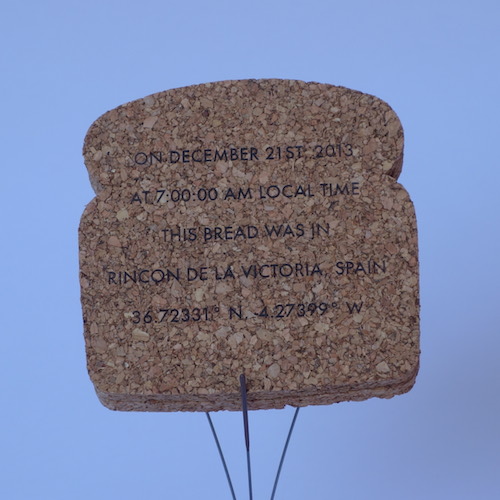 ON DECEMBER 21ST, 2013
AT 7:00:00 AM LOCAL TIME
THIS BREAD WAS IN
RINCON DE LA VICTORIA, SPAIN
36.72331° N, -4.27399° W